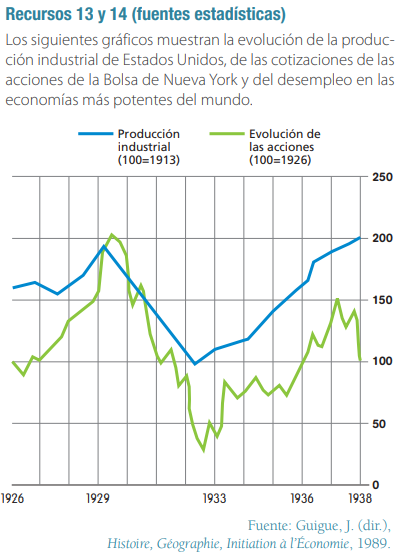 Recursos 13 y 14 (fuentes estadísticas)
Los siguientes gráficos muestran la evolución de la produc-
ción industrial de Estados Unidos, de las cotizaciones de las
acciones de la Bolsa de Nueva York y del desempleo en las
economías más potentes del mundo.
Producción
industrial
(100=1913)
Evolución de
las acciones
(100=1926)
250
200
150
100
50
0
1926 1929 1933 1936 1938
Fuente: Guigue, J. (dir.),
Histoire, Géographie, Initiation à l'Économie, 1989.